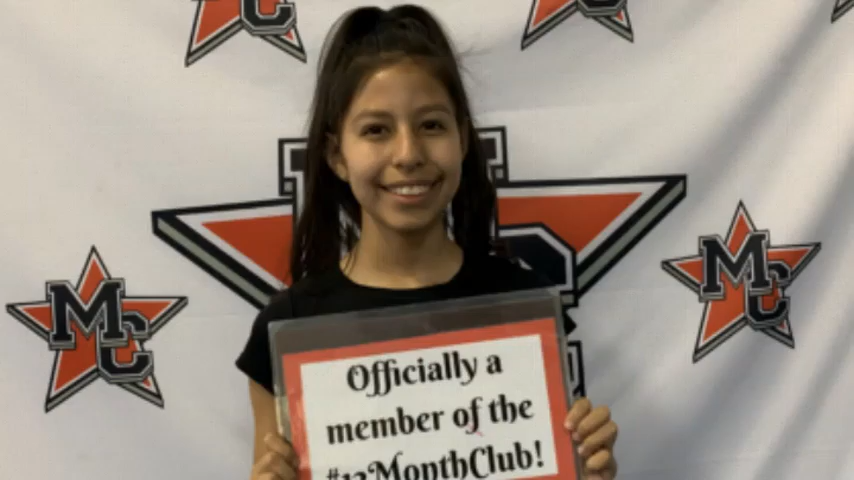 MC
MC
MC
Officially a
member of the
#12MonthClub!